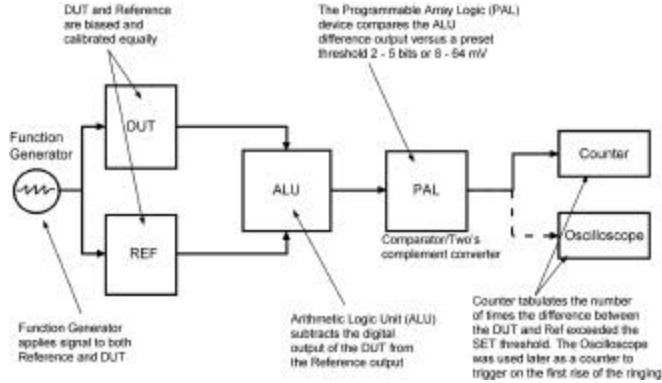 DUT and Reference
are biased and
calibrated equally
The Programmable Array Logic (PAL)
device compares the ALU
difference output versus a preset
threshold 2 - 5 bits or 8 - 64 mV
Function
Generator
DUT
REF
ALU
PAL
Counter
Oscilloscope
Comparator/Two's
complement converter
Function Generator
applies signal to both
Reference and DUT
Arithmetic Logic Unit (ALU)
subtracts the digital
output of the DUT from
the Reference output
Counter tabulates the number
of times the difference between
the DUT and Ref exceeded the
SET threshold. The Oscilloscope
was used later as a counter to
trigger on the first rise of the ringing